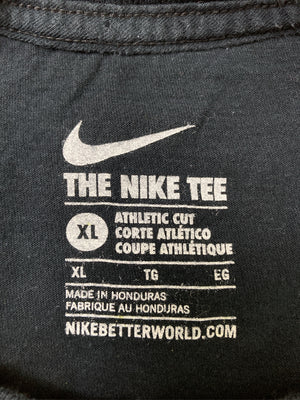 THE NIKE TEE
XL
ATHLETIC CUT
CORTE ATLÉTICO
COUPE ATHLÉTIQUE
XL TG EG
MADE IN HONDURAS
FABRIQUE AU HONDURAS
NIKEBETTERWORLD.COM